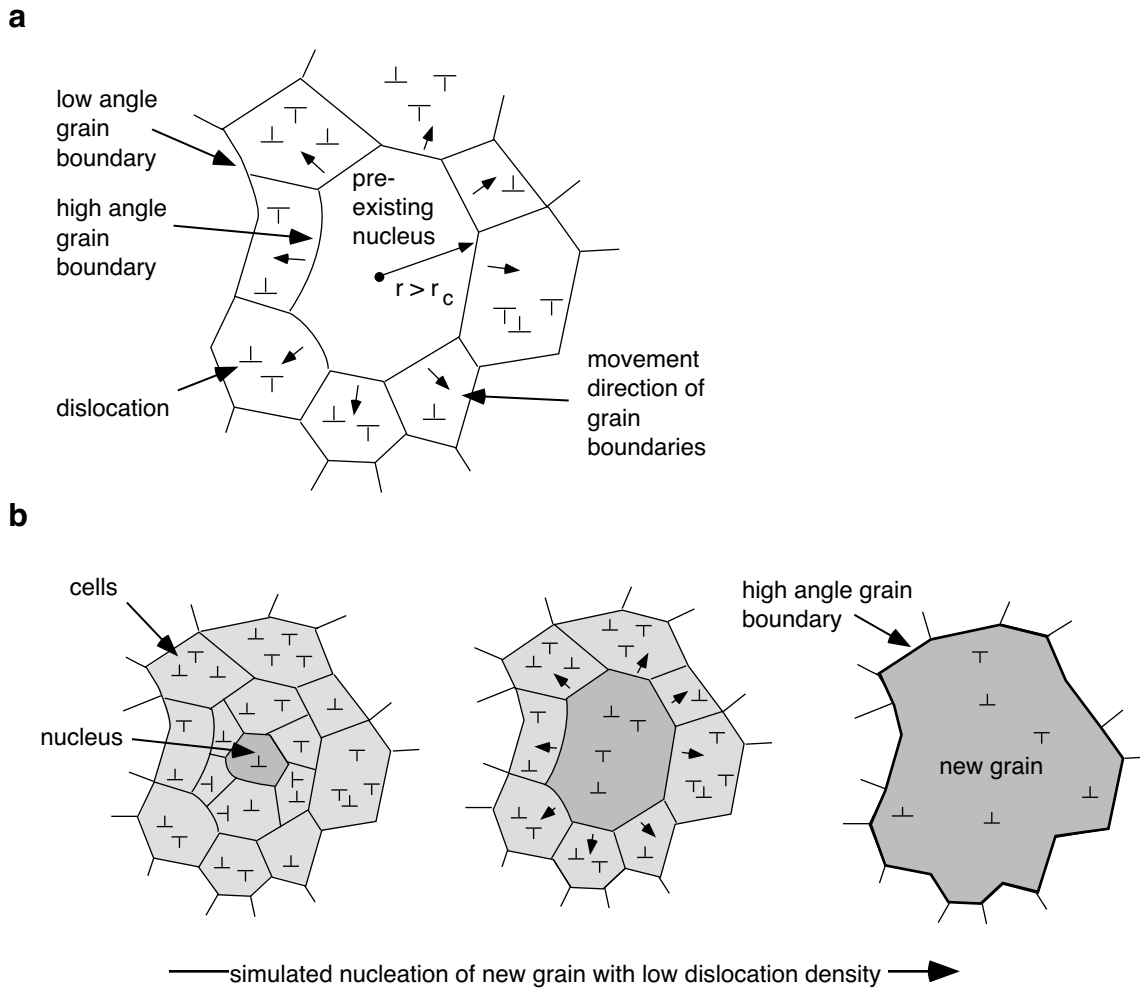 a
low angle
grain
boundary
high angle
grain
boundary
pre-
existing
nucleus
r > r c
dislocation
movement
direction of
grain
boundaries
b
cells
nucleus
high angle grain
boundary
new grain
simulated nucleation of new grain with low dislocation density